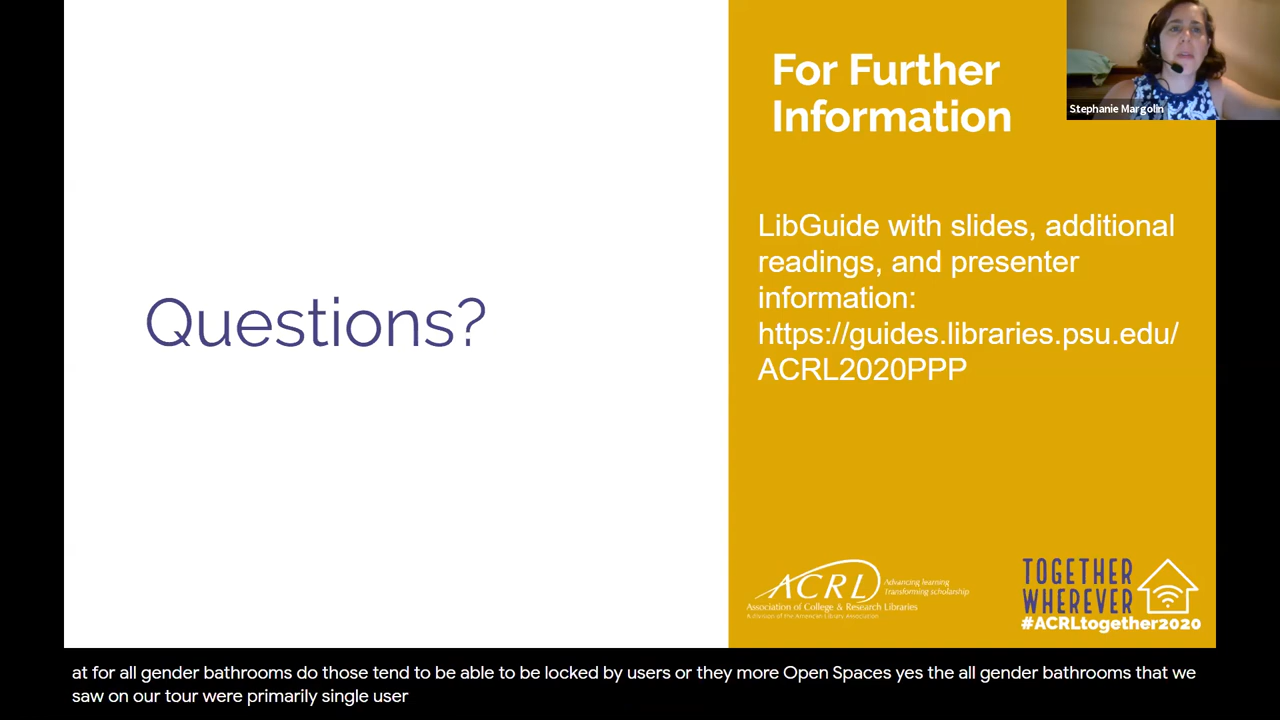 For Further
Information
Stephanie Margolin
LibGuide with slides, additional
readings, and presenter
information:
https://guides.libraries.psu.edu/
ACRL2020PPP
Questions?
ACRL
Advancing learning
Transforming scholarship
Association of College & Research Libraries
A division of the American Library Association
TOGETHER
WHEREVER
#ACRLtogether2020
at for all gender bathrooms do those tend to be able to be locked by users or they more Open Spaces yes the all gender bathrooms that we
saw on our tour were primarily single user